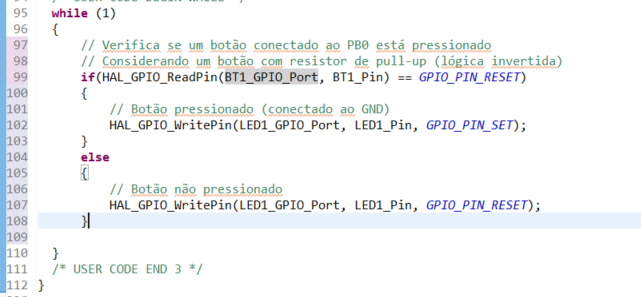 95 while (1)
96 {
97 // Verifica se um botão conectado ao PB0 está pressionado
98 // Considerando um botão com resistor de pull-up (lógica invertida)
99 if(HAL_GPIO_ReadPin(BT1_GPIO_Port, BT1_Pin) == GPIO_PIN_RESET)
100 {
101 // Botão pressionado (conectado ao GND)
102 HAL_GPIO_WritePin(LED1_GPIO_Port, LED1_Pin, GPIO_PIN_SET);
103 }
104 else
105 {
106 // Botão não pressionado
107 HAL_GPIO_WritePin(LED1_GPIO_Port, LED1_Pin, GPIO_PIN_RESET);
108 }
109
110 }
111 /* USER CODE END 3 */
112 }